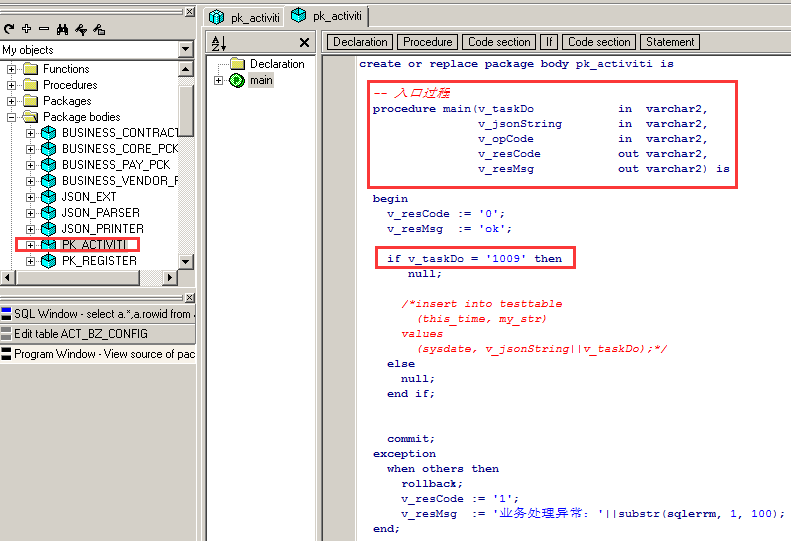 pk_activiti
pk_activiti
My objects
Functions
Procedures
Packages
Package bodies
BUSINESS_CONTRACT
BUSINESS_CORE_PCK
BUSINESS_PAY_PCK
BUSINESS_VENDOR_F
JSON_EXT
JSON_PARSER
JSON_PRINTER
PK_ACTIVITI
PK_REGISTER
SQL Window - select a.*,a.rowid from
Edit table ACT_BZ_CONFIG
Program Window - View source of pac
Declaration
main
Declaration Procedure Code section If Code section Statement
create or replace package body pk_activiti is
-- 入口过程
procedure main(v_taskDo in varchar2,
v_jsonString in varchar2,
v_opCode in varchar2,
v_resCode out varchar2,
v_resMsg out varchar2) is
begin
v_resCode := '0';
v_resMsg := 'ok';
if v_taskDo = '1009' then
null;
/*insert into testtable
(this_time, my_str)
values
(sysdate, v_jsonString||v_taskDo);*/
else
null;
end if;
commit;
exception
when others then
rollback;
v_resCode := '1';
v_resMsg := '业务处理异常: '||substr(sqlerrm, 1, 100);
end;